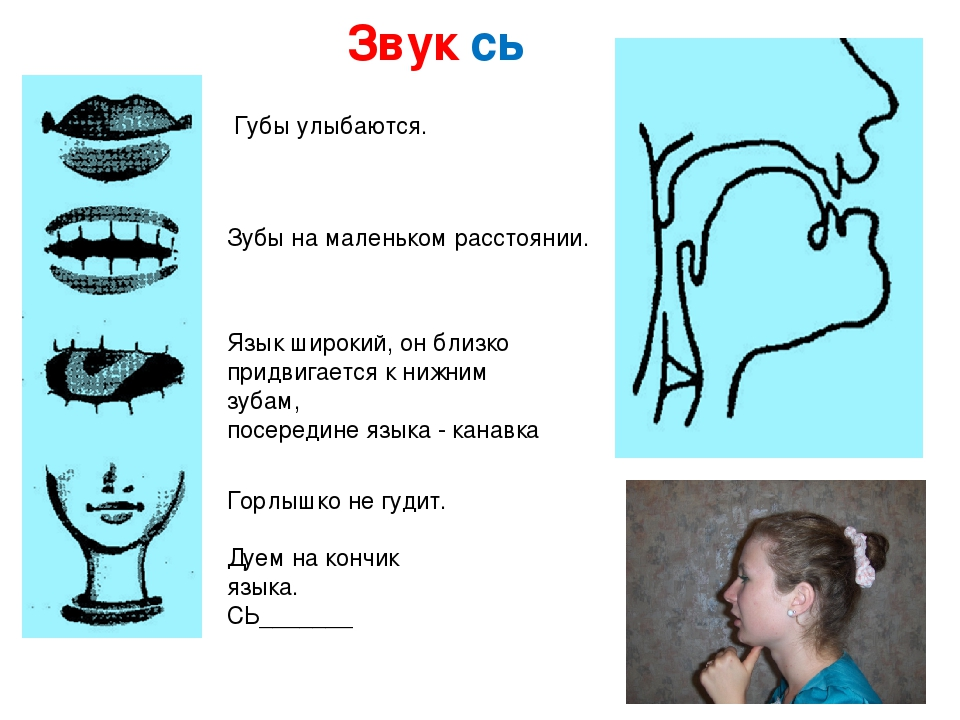 Звук сь
Губы улыбаются.
Зубы на маленьком расстоянии.
Язык широкий, он близко
придвигается к нижним
зубам,
посередине языка - канавка
Горлышко не гудит.
Дуем на кончик
языка.
СЬ_______